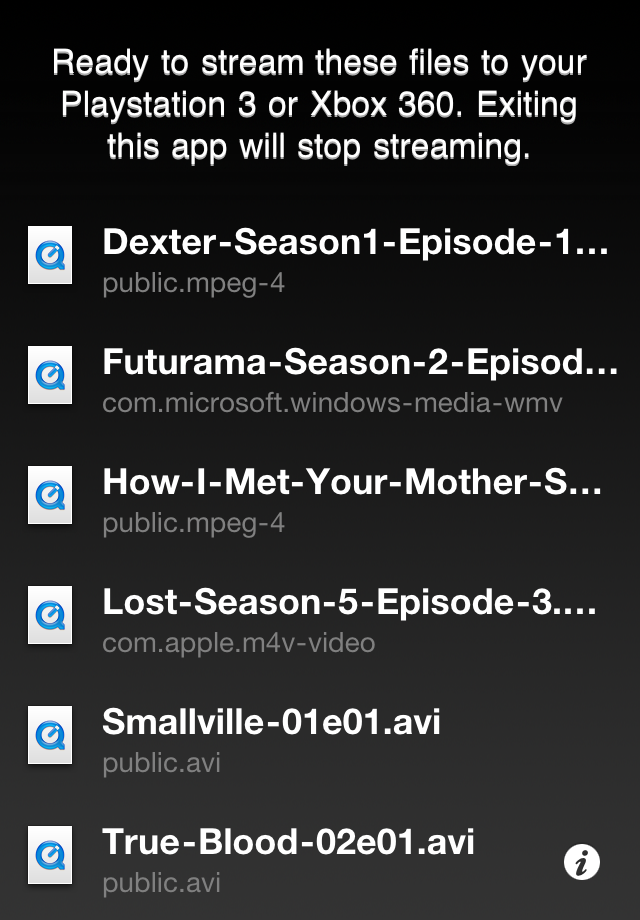 Ready to stream these files to your
Playstation 3 or Xbox 360. Exiting
this app will stop streaming.
Dexter-Season1-Episode-1...
public.mpeg-4
Futurama-Season-2-Episod...
com.microsoft.windows-media-wmv
How-I-Met-Your-Mother-S...
public.mpeg-4
Lost-Season-5-Episode-3....
com.apple.m4v-video
Smallville-01e01.avi
public.avi
True-Blood-02e01.avi
public.avi